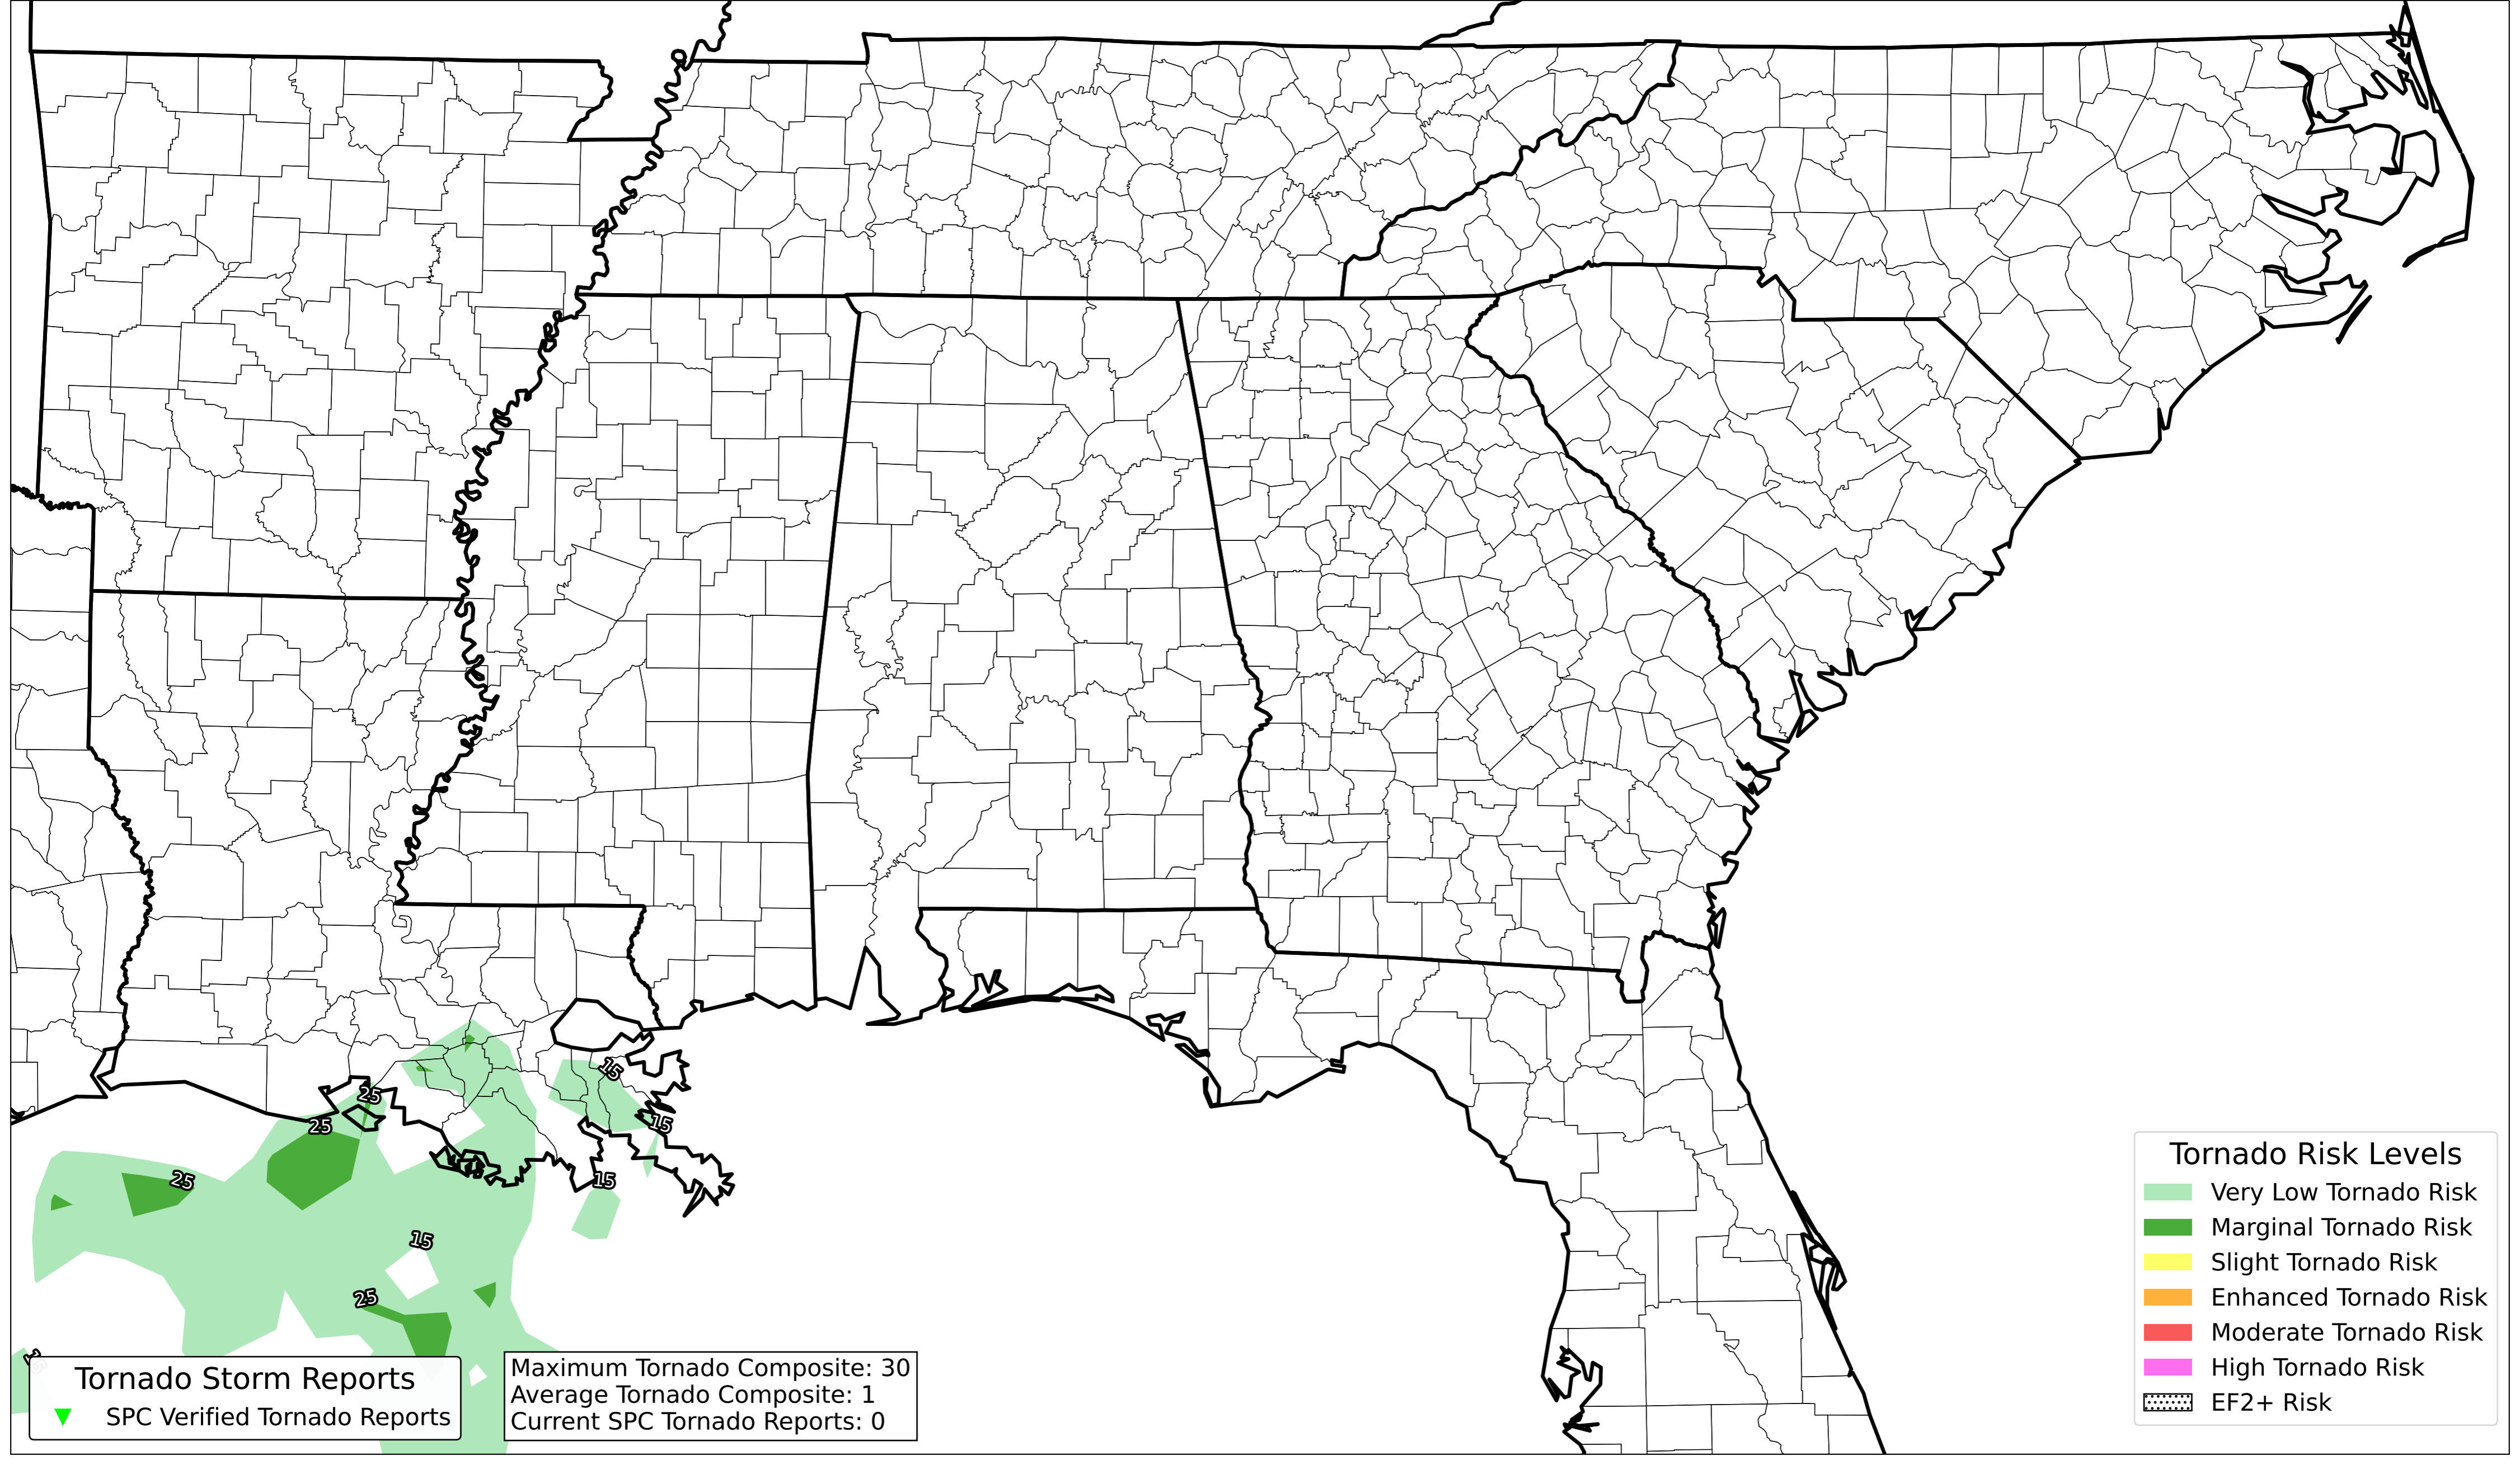 25
15
25
15
25
15
15
25
Tornado Storm Reports
SPC Verified Tornado Reports
Maximum Tornado Composite: 30
Average Tornado Composite: 1
Current SPC Tornado Reports: 0
Tornado Risk Levels
Very Low Tornado Risk
Marginal Tornado Risk
Slight Tornado Risk
Enhanced Tornado Risk
Moderate Tornado Risk
High Tornado Risk
EF2+ Risk